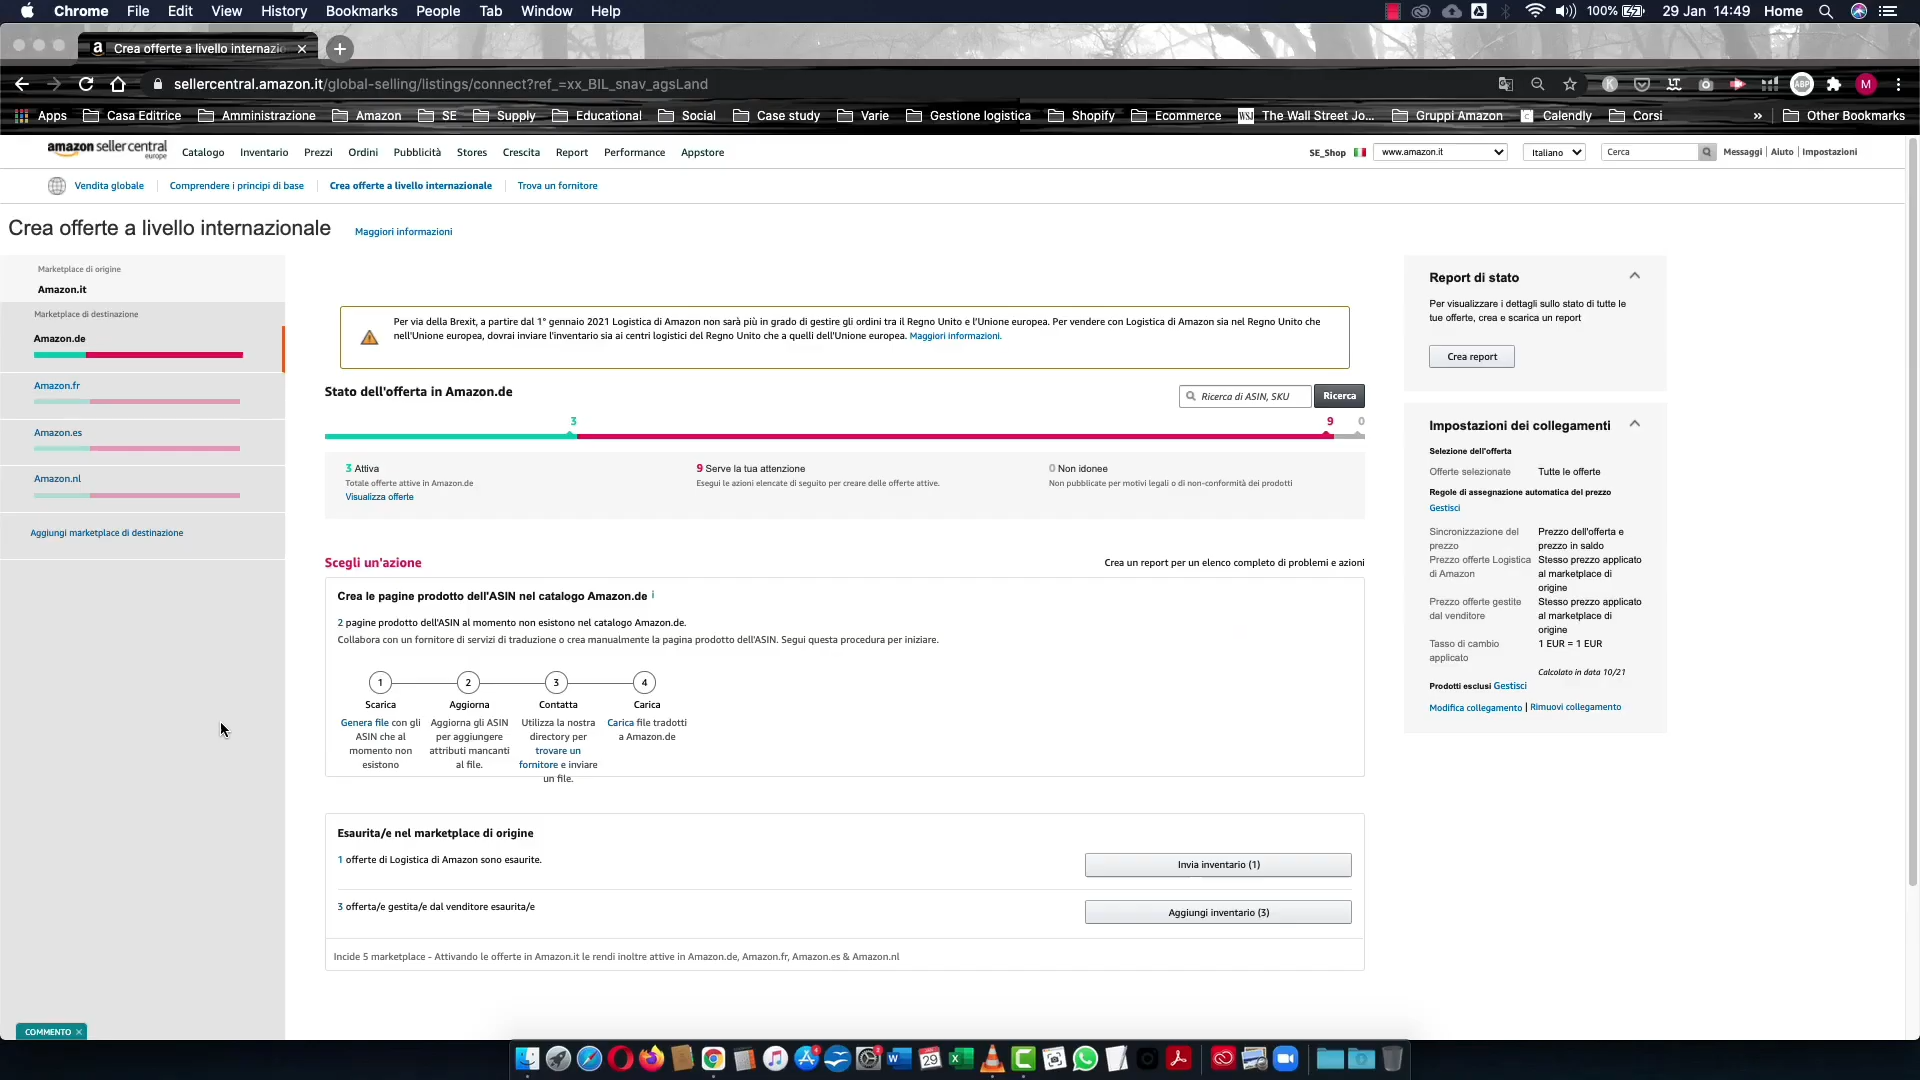 Chrome File Edit View History Bookmarks People Tab Window Help
100% 29 Jan 14:49 Home
Crea offerte a livello internazio
sellercentral.amazon.it/global-selling/listings/connect?ref_=xx_BIL_snav_agsLand
Apps Casa Editrice Amministrazione Amazon SE Supply Educational Social Case study Varie Gestione logistica Shopify Ecommerce WSJ The Wall Street Jo... Gruppi Amazon Calendly Corsi » Other Bookmarks
amazon seller central europe
Catalogo Inventario Prezzi Ordini Pubblicità Stores Crescita Report Performance Appstore
SE_Shop www.amazon.it Italiano Cerca Messaggi | Aiuto | Impostazioni
Vendita globale Comprendere i principi di base Crea offerte a livello internazionale Trova un fornitore
Crea offerte a livello internazionale Maggiori informazioni
Marketplace di origine
Amazon.it
Marketplace di destinazione
Amazon.de
Amazon.fr
Amazon.es
Amazon.nl
Aggiungi marketplace di destinazione
Per via della Brexit, a partire dal 1° gennaio 2021 Logistica di Amazon non sarà più in grado di gestire gli ordini tra il Regno Unito e l'Unione europea. Per vendere con Logistica di Amazon sia nel Regno Unito che
nell'Unione europea, dovrai inviare l'inventario sia ai centri logistici del Regno Unito che a quelli dell'Unione europea. Maggiori informazioni.
Stato dell'offerta in Amazon.de
Ricerca di ASIN, SKU Ricerca
3 9 0
3 Attiva
Totale offerte attive in Amazon.de
Visualizza offerte
9 Serve la tua attenzione
Esegui le azioni elencate di seguito per creare delle offerte attive.
0 Non idonee
Non pubblicate per motivi legali o di non-conformità dei prodotti
Scegli un'azione
Crea un report per un elenco completo di problemi e azioni
Crea le pagine prodotto dell'ASIN nel catalogo Amazon.de i
2 pagine prodotto dell'ASIN al momento non esistono nel catalogo Amazon.de.
Collabora con un fornitore di servizi di traduzione o crea manualmente la pagina prodotto dell'ASIN. Segui questa procedura per iniziare.
1 2 3 4
Scarica
Genera file con gli
ASIN che al
momento non
esistono
Aggiorna
Aggiorna gli ASIN
per aggiungere
attributi mancanti
al file.
Contatta
Utilizza la nostra
directory per
trovare un
fornitore e inviare
un file.
Carica
Carica file tradotti
a Amazon.de
Esaurita/e nel marketplace di origine
1 offerte di Logistica di Amazon sono esaurite.
Invia inventario (1)
3 offerta/e gestita/e dal venditore esaurita/e
Aggiungi inventario (3)
Incide 5 marketplace - Attivando le offerte in Amazon.it le rendi inoltre attive in Amazon.de, Amazon.fr, Amazon.es & Amazon.nl
Report di stato
Per visualizzare i dettagli sullo stato di tutte le
tue offerte, crea e scarica un report
Crea report
Impostazioni dei collegamenti
Selezione dell'offerta
Offerte selezionate Tutte le offerte
Regole di assegnazione automatica del prezzo
Gestisci
Sincronizzazione del Prezzo dell'offerta e
prezzo prezzo in saldo
Prezzo offerte Logistica Stesso prezzo applicato
di Amazon al marketplace di
origine
Prezzo offerte gestite Stesso prezzo applicato
dal venditore al marketplace di
origine
Tasso di cambio 1 EUR = 1 EUR
applicato
Calcolato in data 10/21
Prodotti esclusi Gestisci
Modifica collegamento | Rimuovi collegamento
COMMENTO ×